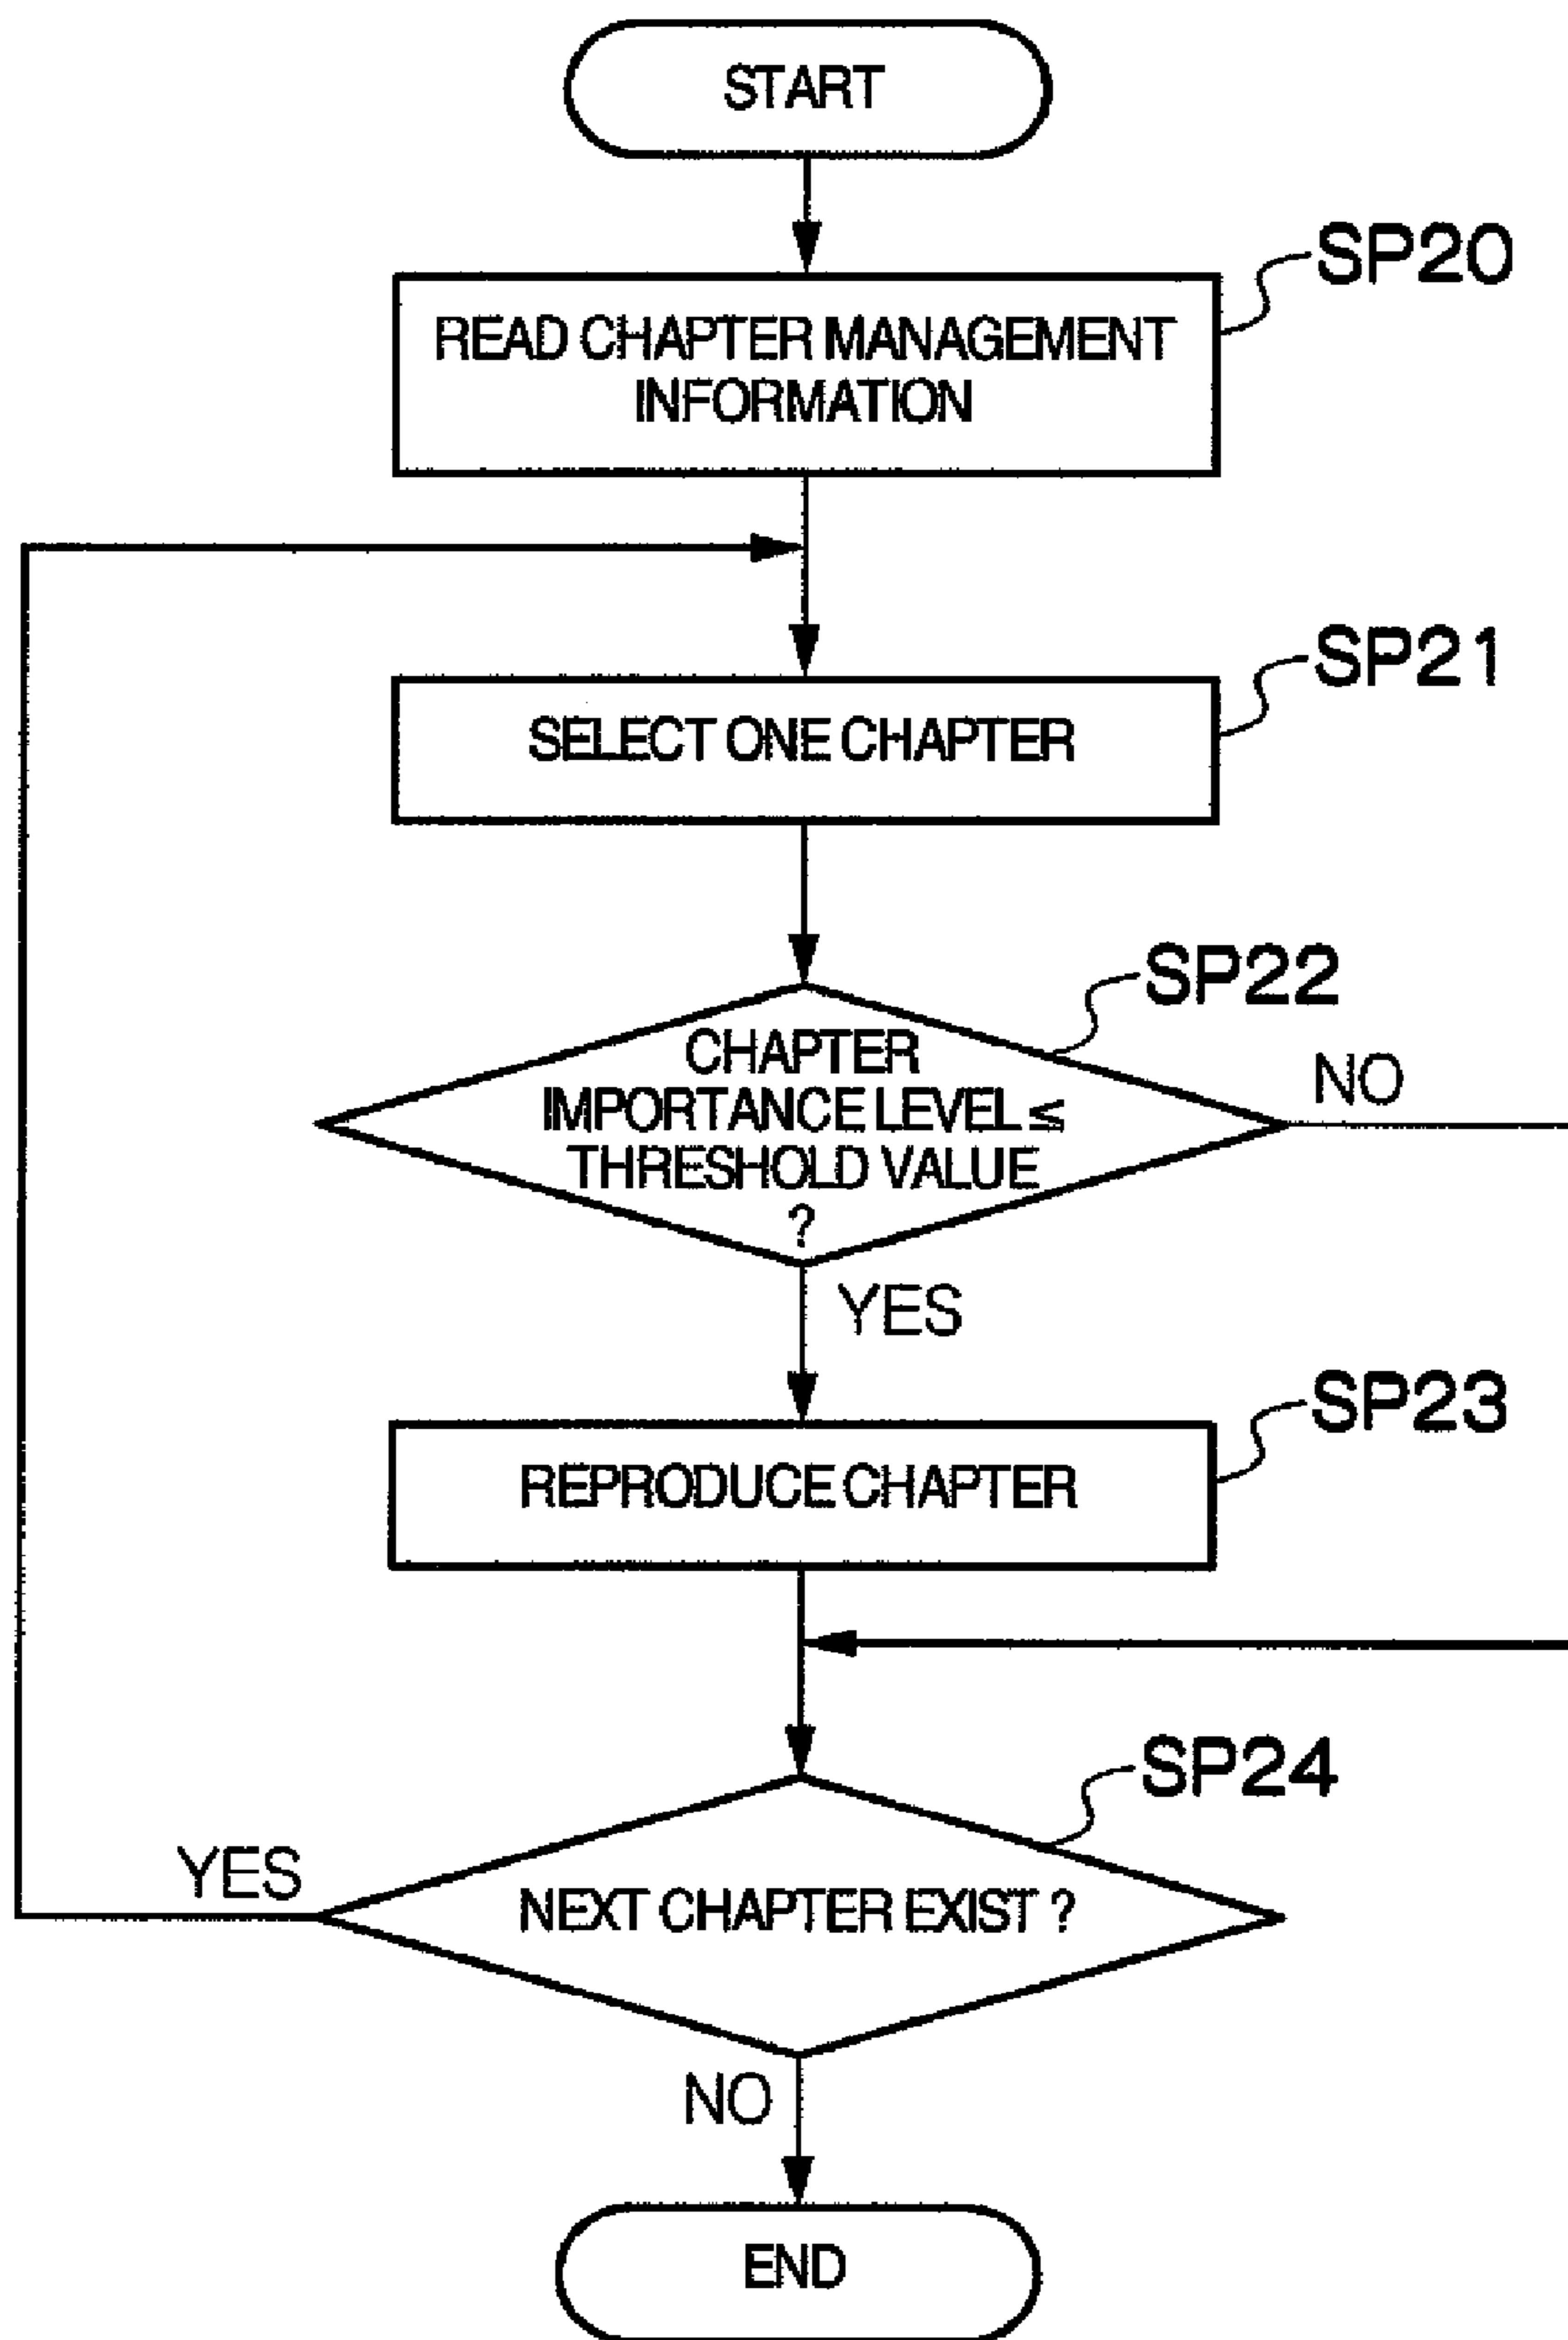 START
SP20
READ CHAPTER MANAGEMENT
INFORMATION
SP21
SELECT ONE CHAPTER
SP22
CHAPTER
IMPORTANCE LEVEL ≤
THRESHOLD VALUE
?
NO
YES
SP23
REPRODUCE CHAPTER
SP24
YES
NEXT CHAPTER EXIST ?
NO
END